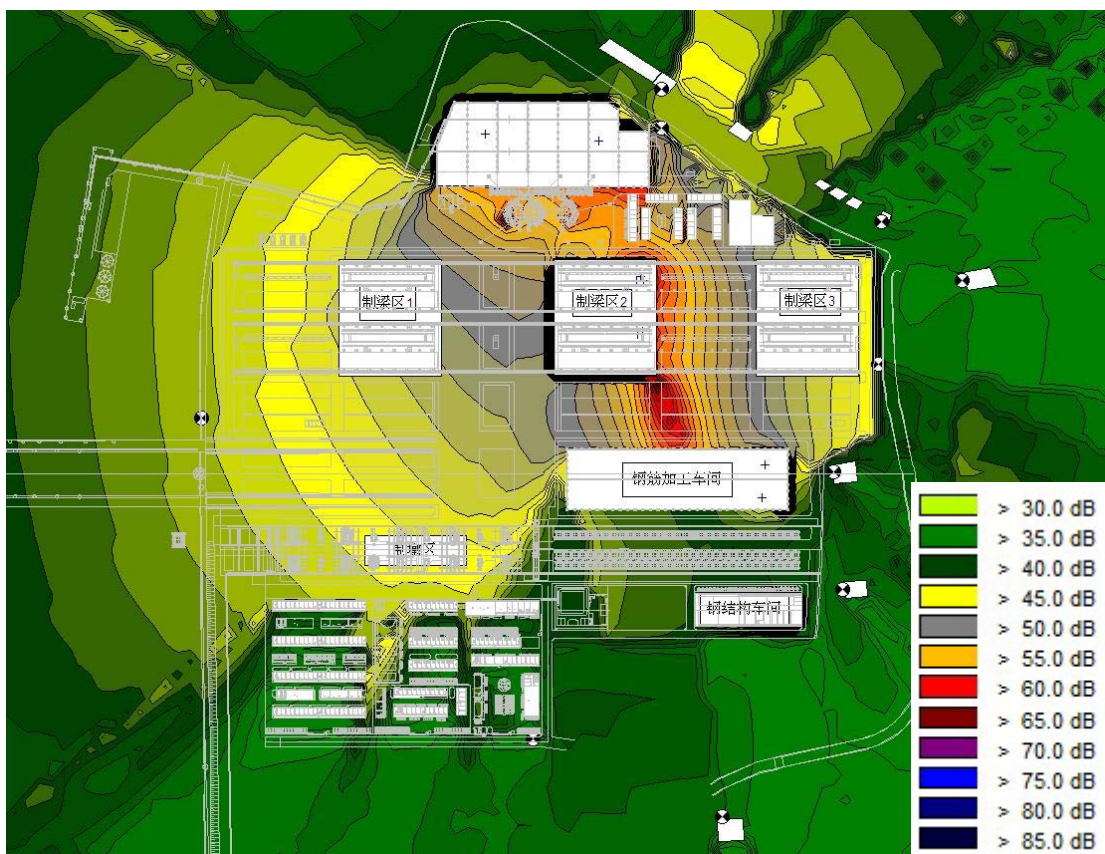 制梁区1
制梁区2
制梁区3
钢筋加工车间
制墩区
钢结构车间
> 30.0 dB
> 35.0 dB
> 40.0 dB
> 45.0 dB
> 50.0 dB
> 55.0 dB
> 60.0 dB
> 65.0 dB
> 70.0 dB
> 75.0 dB
> 80.0 dB
> 85.0 dB